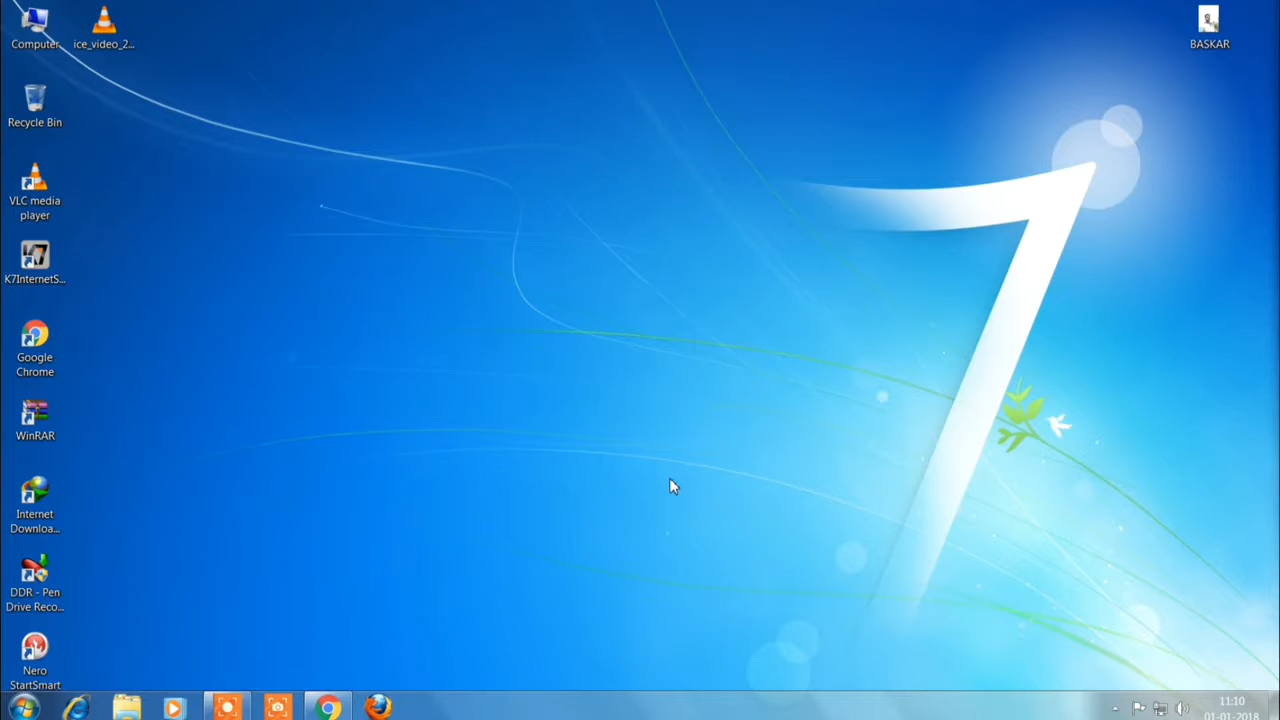 Computer
ice_video_2...
BASKAR
Recycle Bin
VLC media
player
K7InternetS...
Google
Chrome
WinRAR
Internet
Downloa...
DDR - Pen
Drive Reco...
Nero
StartSmart
7
11:10
01-01-2018